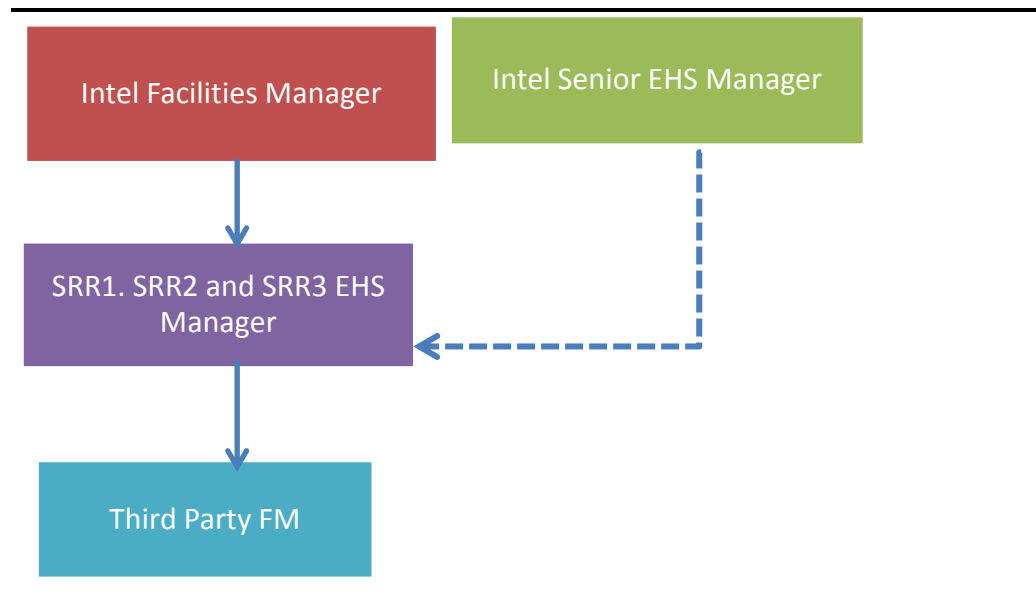 Intel Facilities Manager
Intel Senior EHS Manager
SRR1. SRR2 and SRR3 EHS
Manager
Third Party FM